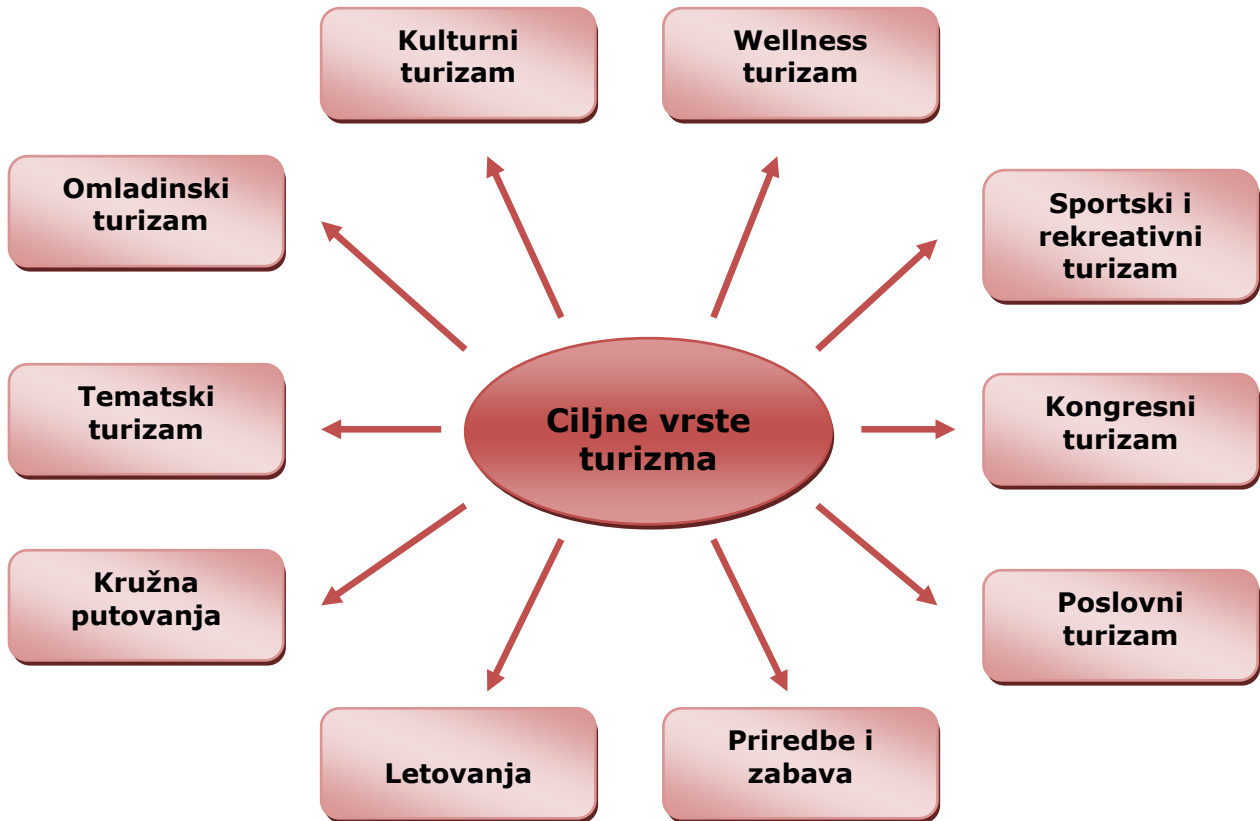 Kulturni
turizam
Wellness
turizam
Omladinski
turizam
Sportski i
rekreativni
turizam
Tematski
turizam
Ciljne vrste
turizma
Kongresni
turizam
Kružna
putovanja
Poslovni
turizam
Letovanja
Priredbe i
zabava